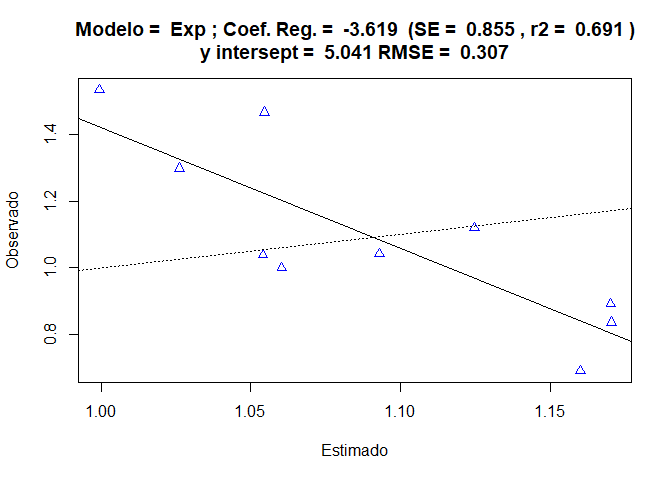 Modelo = Exp ; Coef. Reg. = -3.619 (SE = 0.855 , r2 = 0.691 )
y intersept = 5.041 RMSE = 0.307
Observado
1.4
1.2
1.0
0.8
1.00 1.05 1.10 1.15
Estimado